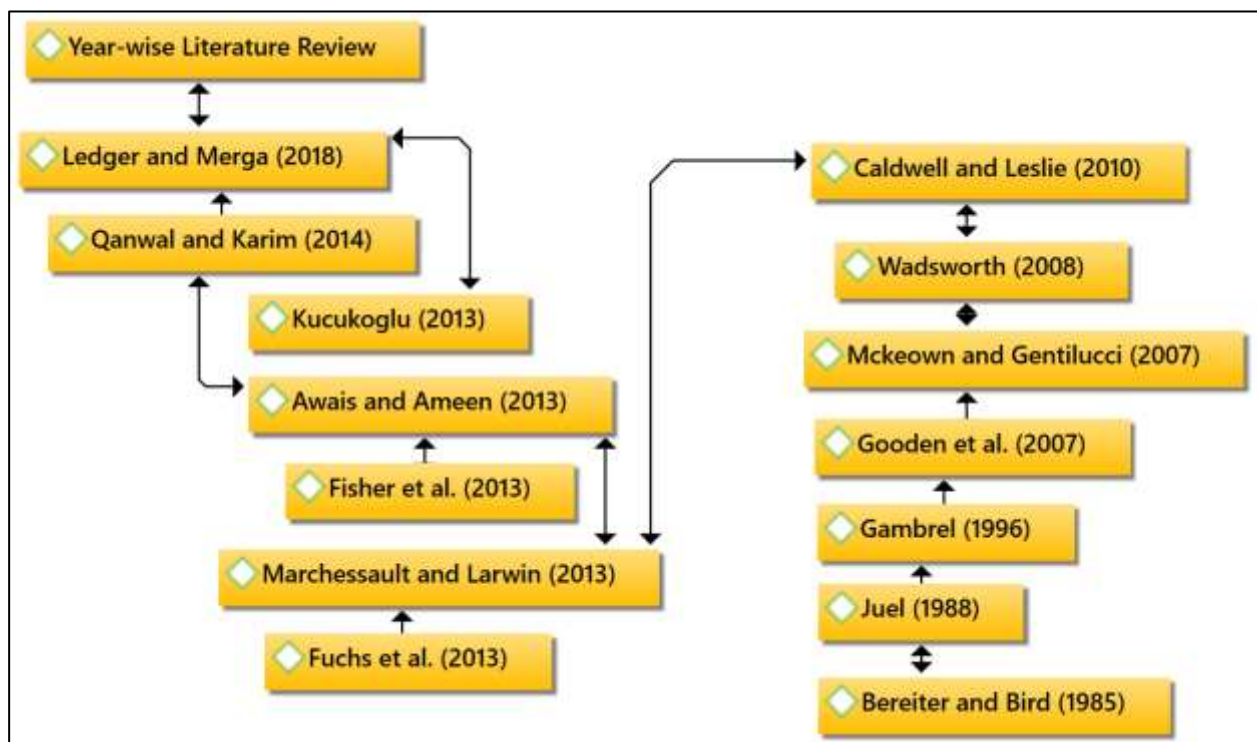 Year-wise Literature Review
Ledger and Merga (2018)
Qanwal and Karim (2014)
Kucukoglu (2013)
Awais and Ameen (2013)
Fisher et al. (2013)
Marchessault and Larwin (2013)
Fuchs et al. (2013)
Caldwell and Leslie (2010)
Wadsworth (2008)
Mckeown and Gentilucci (2007)
Gooden et al. (2007)
Gambrel (1996)
Juel (1988)
Bereiter and Bird (1985)